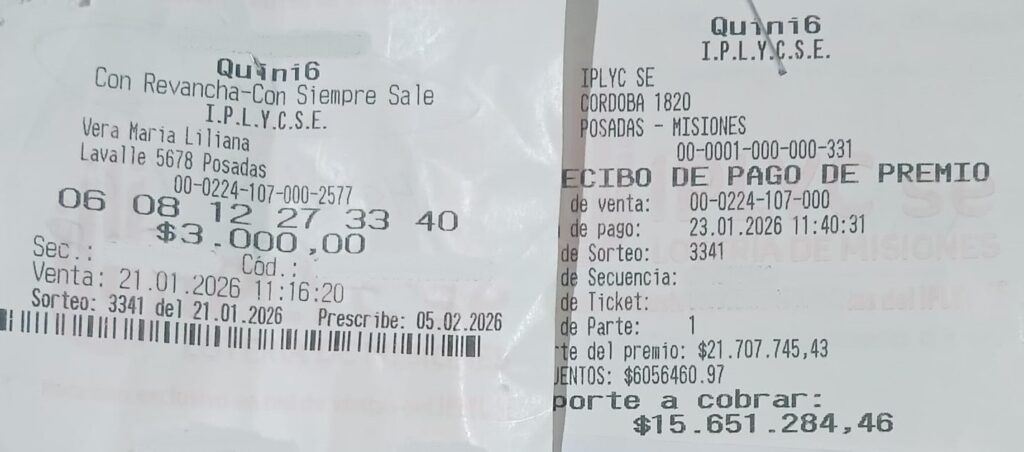 Quini6
Con Revancha-Con Siempre Sale
I.P.L.Y.C.S.E.
Vera Maria Liliana
Lavalle 5678 Posadas
00-0224-107-000-2577
06 08 12 27 33 40
$3.000,00
Sec.: Cód.:
Venta: 21.01.2026 11:16:20
Sorteo: 3341 del 21.01.2026 Prescribe: 05.02.2026
Quini6
I.P.L.Y.C.S.E.
IPLYC SE
CORDOBA 1820
POSADAS - MISIONES
00-0001-000-000-331
ECIBO DE PAGO DE PREMIO
de venta: 00-0224-107-000
de pago: 23.01.2026 11:40:31
de Sorteo: 3341
de Secuencia:
de Ticket:
de Parte: 1
te del premio: $21.707.745,43
ENTOS: $6056460.97
porte a cobrar:
$15.651.284,46
LOTERIA DE MISIONES